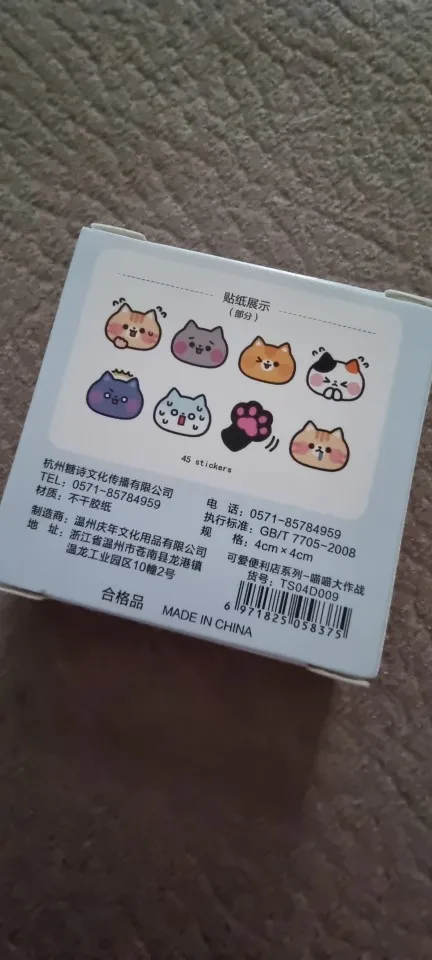 贴纸展示
(部分)
45 stickers
杭州糖诗文化传播有限公司
TEL: 0571-85784959
材质: 不干胶纸
制造商: 温州庆年文化用品有限公司
地 址: 浙江省温州市苍南县龙港镇
温龙工业园区10幢2号
合格品
MADE IN CHINA
电 话: 0571-85784959
执行标准: GB/T 7705-2008
规 格: 4cm×4cm
可爱便利店系列-喵喵大作战
货号: TS04D009
6 971825 058375